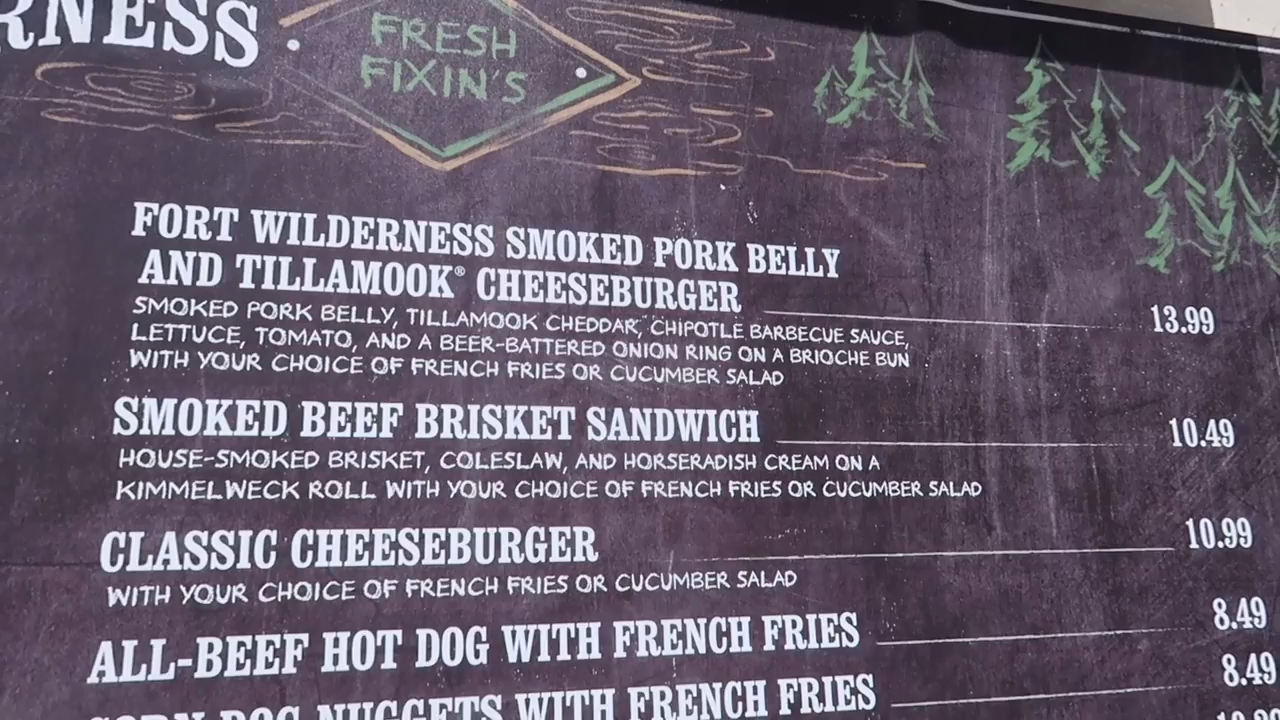 FRESH
FIXIN'S
FORT WILDERNESS SMOKED PORK BELLY
AND TILLAMOOK® CHEESEBURGER 13.99
SMOKED PORK BELLY, TILLAMOOK CHEDDAR, CHIPOTLE BARBECUE SAUCE,
LETTUCE, TOMATO, AND A BEER-BATTERED ONION RING ON A BRIOCHE BUN
WITH YOUR CHOICE OF FRENCH FRIES OR CUCUMBER SALAD
SMOKED BEEF BRISKET SANDWICH 10.49
HOUSE-SMOKED BRISKET, COLESLAW, AND HORSERADISH CREAM ON A
KIMMELWECK ROLL WITH YOUR CHOICE OF FRENCH FRIES OR CUCUMBER SALAD
CLASSIC CHEESEBURGER 10.99
WITH YOUR CHOICE OF FRENCH FRIES OR CUCUMBER SALAD
ALL-BEEF HOT DOG WITH FRENCH FRIES 8.49
CORN DOG NUGGETS WITH FRENCH FRIES 8.49